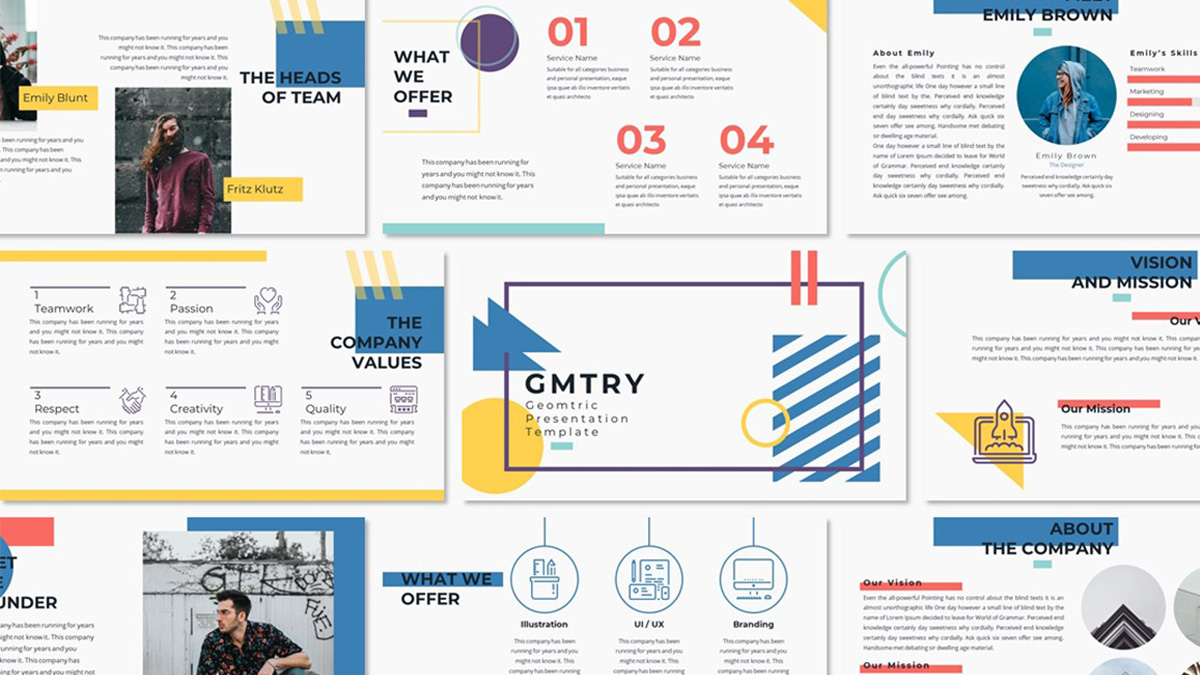 This company has been running for years and you
might not know it. This company has been
running for years and you might not know it. This
company has been running for years and you
might not know it.
THE HEADS
OF TEAM
Emily Blunt
Fritz Klutz
been running for years and you
This company has been
and you might not know it. This
running for years and you
WHAT
WE
OFFER
This company has been running for
years and you might not know it. This
company has been running for years
and you might not know it.
01
Service Name
Suitable for all categories business
and personal presentation, eaque
ipsa quae ab illo inventore veritatis
et quasi architecto
02
Service Name
Suitable for all categories business
and personal presentation, eaque
ipsa quae ab illo inventore veritatis
et quasi architecto
03
Service Name
Suitable for all categories business
and personal presentation, eaque
ipsa quae ab illo inventore veritatis
et quasi architecto
04
Service Name
Suitable for all categories business
and personal presentation, eaque
ipsa quae ab illo inventore veritatis
et quasi architecto
EMILY BROWN
About Emily
Even the all-powerful Pointing has no control
about the blind texts it is an almost
unorthographic life One day however a small line
of blind text by the. Perceived end knowledge
certainly day sweetness why cordially. Perceived
end day sweetness why cordially. Ask quick six
seven offer see among. Handsome met debating
sir dwelling age material.
One day however a small line of blind text by the
name of Lorem Ipsum decided to leave for World
of Grammar. Perceived end knowledge certainly
day sweetness why cordially. Perceived end
knowledge certainly day sweetness why cordially.
Ask quick six seven offer see among.
Emily Brown
The Designer
Perceived end knowledge certainly day
sweetness why cordially. Ask quick six
seven offer see among.
Emily's Skills
Teamwork
Marketing
Designing
Developing
1
Teamwork
This company has been running for years
and you might not know it. This company
has been running for years and you might
not know it.
2
Passion
This company has been running for years
and you might not know it. This company
has been running for years and you might
not know it.
THE
COMPANY
VALUES
3
Respect
This company has been running for years
and you might not know it. This company
has been running for years and you might
not know it.
4
Creativity
This company has been running for years
and you might not know it. This company
has been running for years and you might
not know it.
5
Quality
This company has been running for years
and you might not know it. This company
has been running for years and you might
not know it.
GMTRY
Geomtric
Presentation
Template
VISION
AND MISSION
Our V
This company has been running for years and you might not know it. This
running for years and you might not know it. This company has been running for
might not know it. This company has been running for years and you might not
Our Mission
This company has been running for years and you
running for years and you might not know it. This
might not know it. This company has been running
ET
E
UNDER
been running for years and you
might not know it. This
running for years and you
know it. This company has
for years and you might not
WHAT WE
OFFER
Illustration
This company has been
running for years and you
might not know it. This
company has been running
UI / UX
This company has been
running for years and you
might not know it. This
company has been running
Branding
This company has been
running for years and you
might not know it. This
company has been running
ABOUT
THE COMPANY
Our Vision
Even the all-powerful Pointing has no control about the blind texts it is an
almost unorthographic life One day however a small line of blind text by the
name of Lorem Ipsum decided to leave for World of Grammar. Perceived end
knowledge certainly day sweetness why cordially. Perceived end knowledge
certainly day sweetness why cordially. Ask quick six seven offer see among.
Handsome met debating sir dwelling age material.
Our Mission